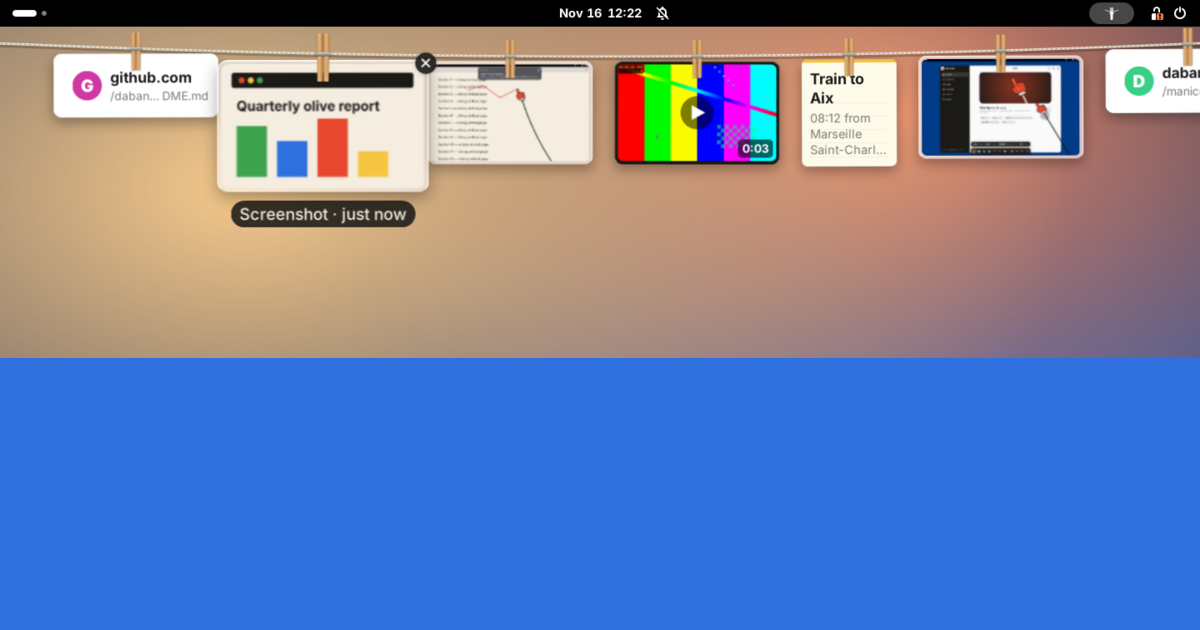 Nov 16 12:22
G
github.com
/daban... DME.md
Quarterly olive report
Screenshot · just now
0:03
Train to
Aix
08:12 from
Marseille
Saint-Charl...
D
daba
/manic